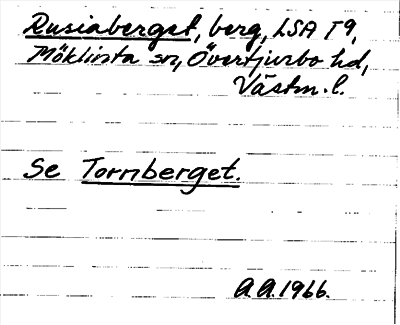 Rusiaberget, berg, LSA T9,
Möklinta sn, Övertjurbo hd,
Västm. l.
Se Tornberget.
A.A. 1966.